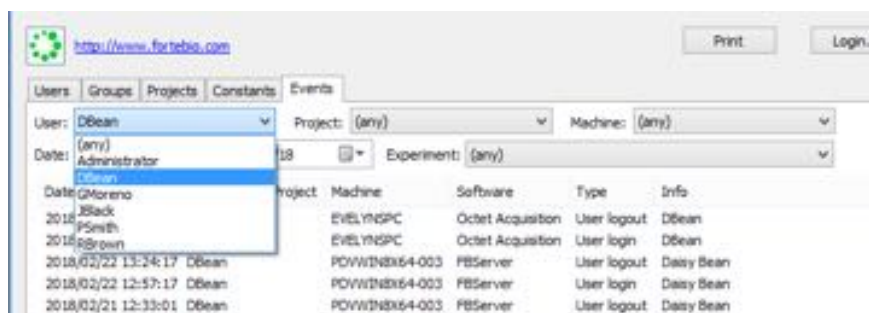 http://www.fortebio.com Print Login.
Users Groups Projects Constants Events
User: DBean Project: (any) Machine: (any)
(any)
Date: Administrator /18 Experiment: (any)
DBean
Date GMoreno Project Machine Software Type Info
JBlack
2018 EVELYNSPC Octet Acquisition User logout DBean
PSmith
2018 RBrown EVELYNSPC Octet Acquisition User login DBean
2018/02/22 13:24:17 DBean PDVWIN8X64-003 FBServer User logout Daisy Bean
2018/02/22 12:57:17 DBean PDVWIN8X64-003 FBServer User login Daisy Bean
2018/02/21 12:33:01 DBean PDVWIN8X64-003 FBServer User logout Daisy Bean